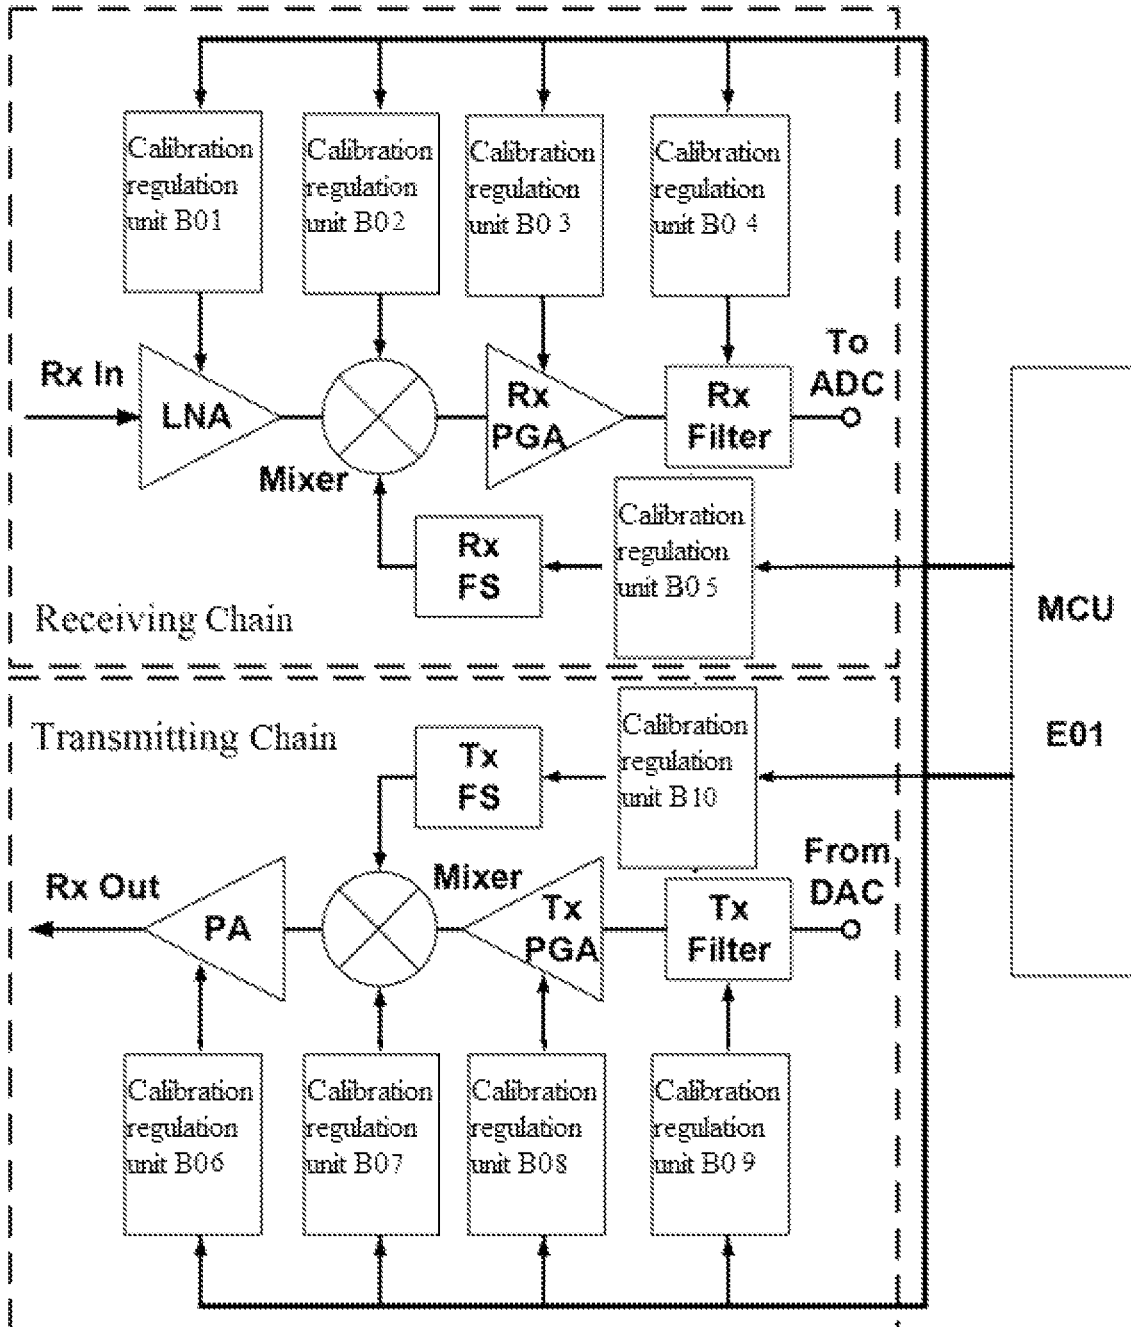 Calibration
regulation
unit B01
Calibration
regulation
unit B02
Calibration
regulation
unit B03
Calibration
regulation
unit B04
Rx In
LNA
Mixer
Rx
PGA
Rx
Filter
To
ADC
Rx
FS
Calibration
regulation
unit B05
Receiving Chain
MCU
E01
Transmitting Chain
Tx
FS
Calibration
regulation
unit B10
Rx Out
PA
Mixer
Tx
PGA
Tx
Filter
From
DAC
Calibration
regulation
unit B06
Calibration
regulation
unit B07
Calibration
regulation
unit B08
Calibration
regulation
unit B09